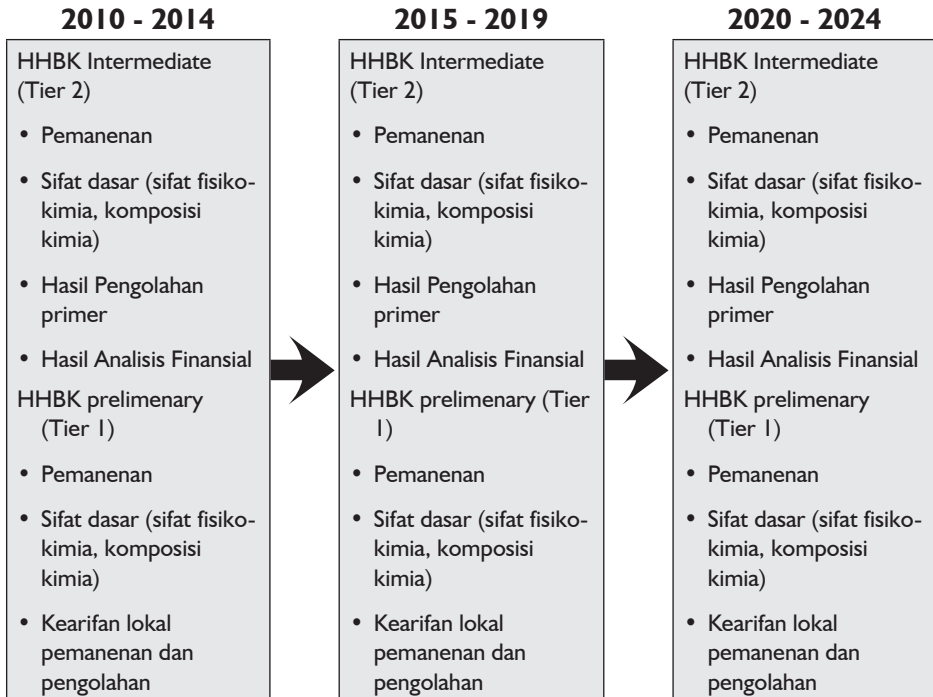 2010 - 2014
HHBK Intermediate
(Tier 2)
• Pemanenan
• Sifat dasar (sifat fisiko-
kimia, komposisi
kimia)
• Hasil Pengolahan
primer
• Hasil Analisis Finansial
HHBK prelimenary
(Tier 1)
• Pemanenan
• Sifat dasar (sifat fisiko-
kimia, komposisi
kimia)
• Kearifan lokal
pemanenan dan
pengolahan
2015 - 2019
HHBK Intermediate
(Tier 2)
• Pemanenan
• Sifat dasar (sifat fisiko-
kimia, komposisi
kimia)
• Hasil Pengolahan
primer
• Hasil Analisis Finansial
HHBK prelimenary (Tier
1)
• Pemanenan
• Sifat dasar (sifat fisiko-
kimia, komposisi
kimia)
• Kearifan lokal
pemanenan dan
pengolahan
2020 - 2024
HHBK Intermediate
(Tier 2)
• Pemanenan
• Sifat dasar (sifat fisiko-
kimia, komposisi
kimia)
• Hasil Pengolahan
primer
• Hasil Analisis Finansial
HHBK prelimenary
(Tier 1)
• Pemanenan
• Sifat dasar (sifat fisiko-
kimia, komposisi
kimia)
• Kearifan lokal
pemanenan dan
pengolahan